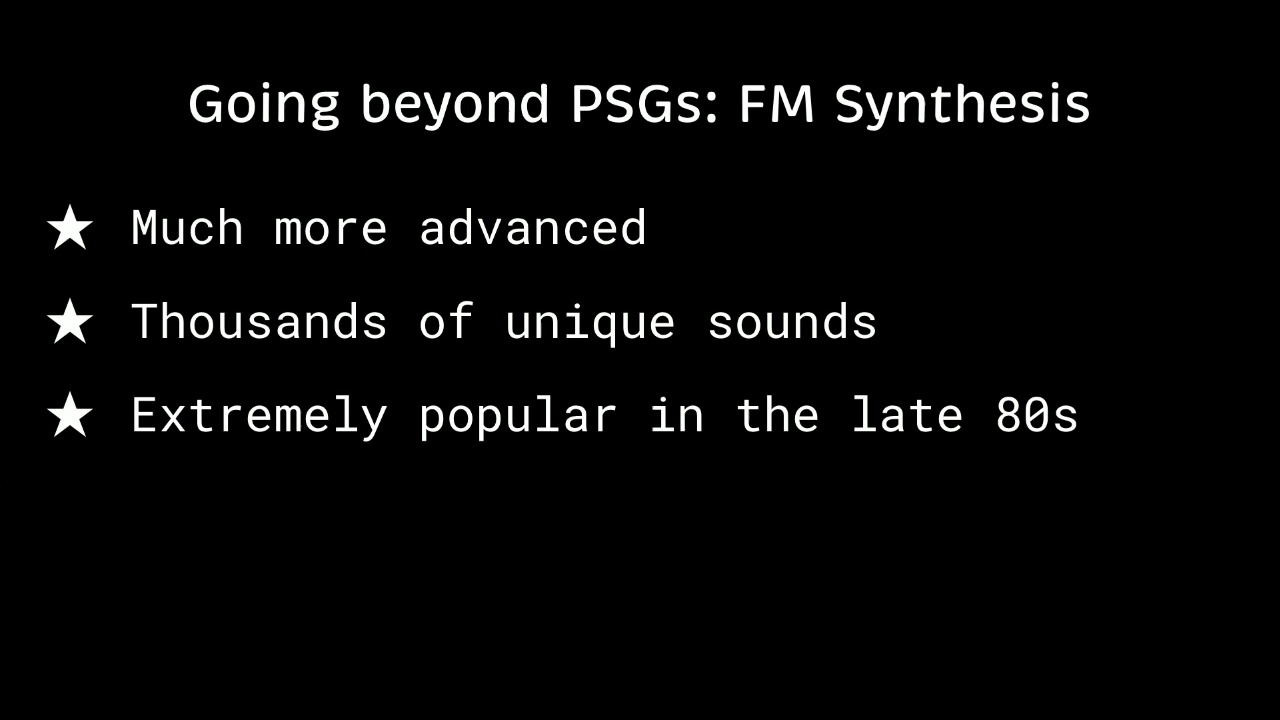 Going beyond PSGs: FM Synthesis
★ Much more advanced
★ Thousands of unique sounds
★ Extremely popular in the late 80s